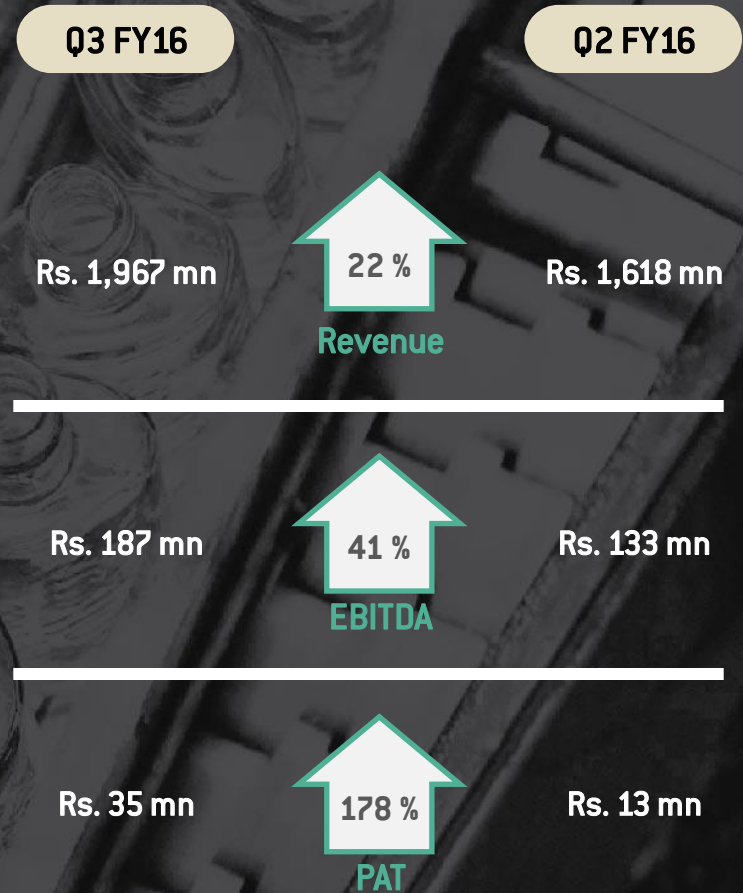 Q3 FY16
Q2 FY16
Rs. 1,967 mn
22 %
Rs. 1,618 mn
Revenue
Rs. 187 mn
41 %
Rs. 133 mn
EBITDA
Rs. 35 mn
178 %
Rs. 13 mn
PAT